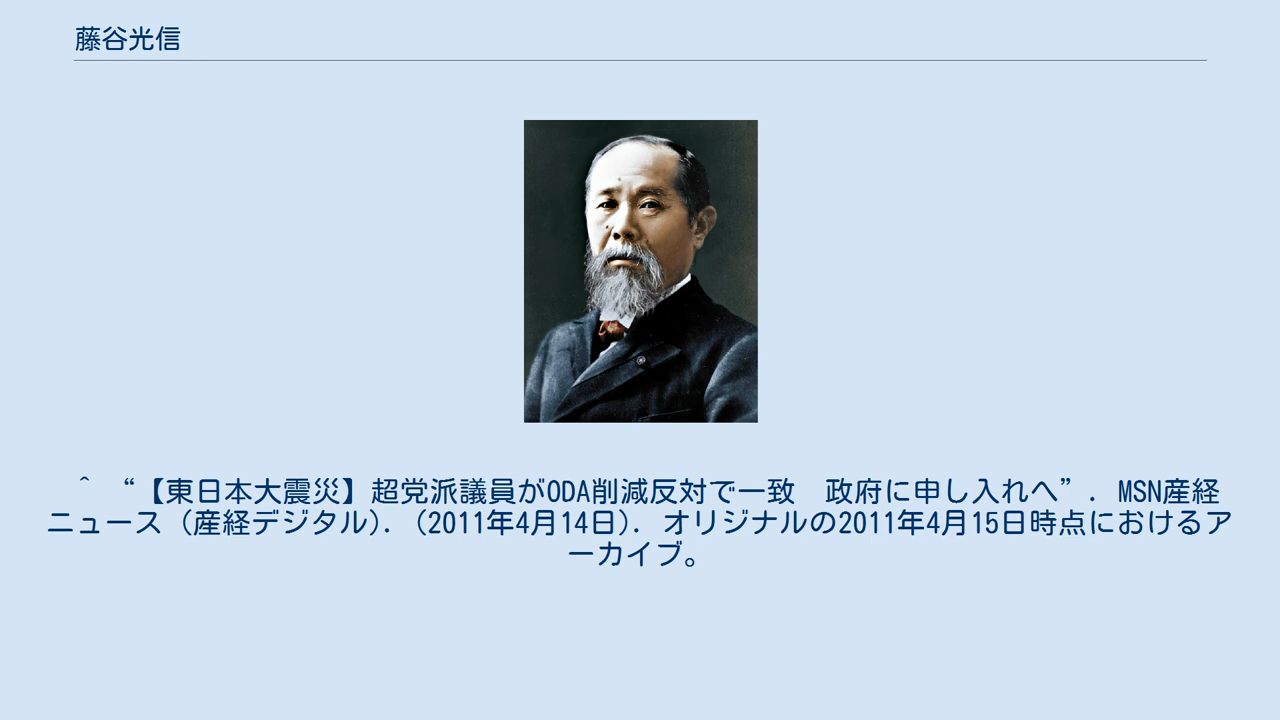 藤谷光信
＾ “【東日本大震災】超党派議員がODA削減反対で一致　政府に申し入れへ”. MSN産経
ニュース（産経デジタル）. （2011年4月14日）. オリジナルの2011年4月15日時点におけるア
ーカイブ。